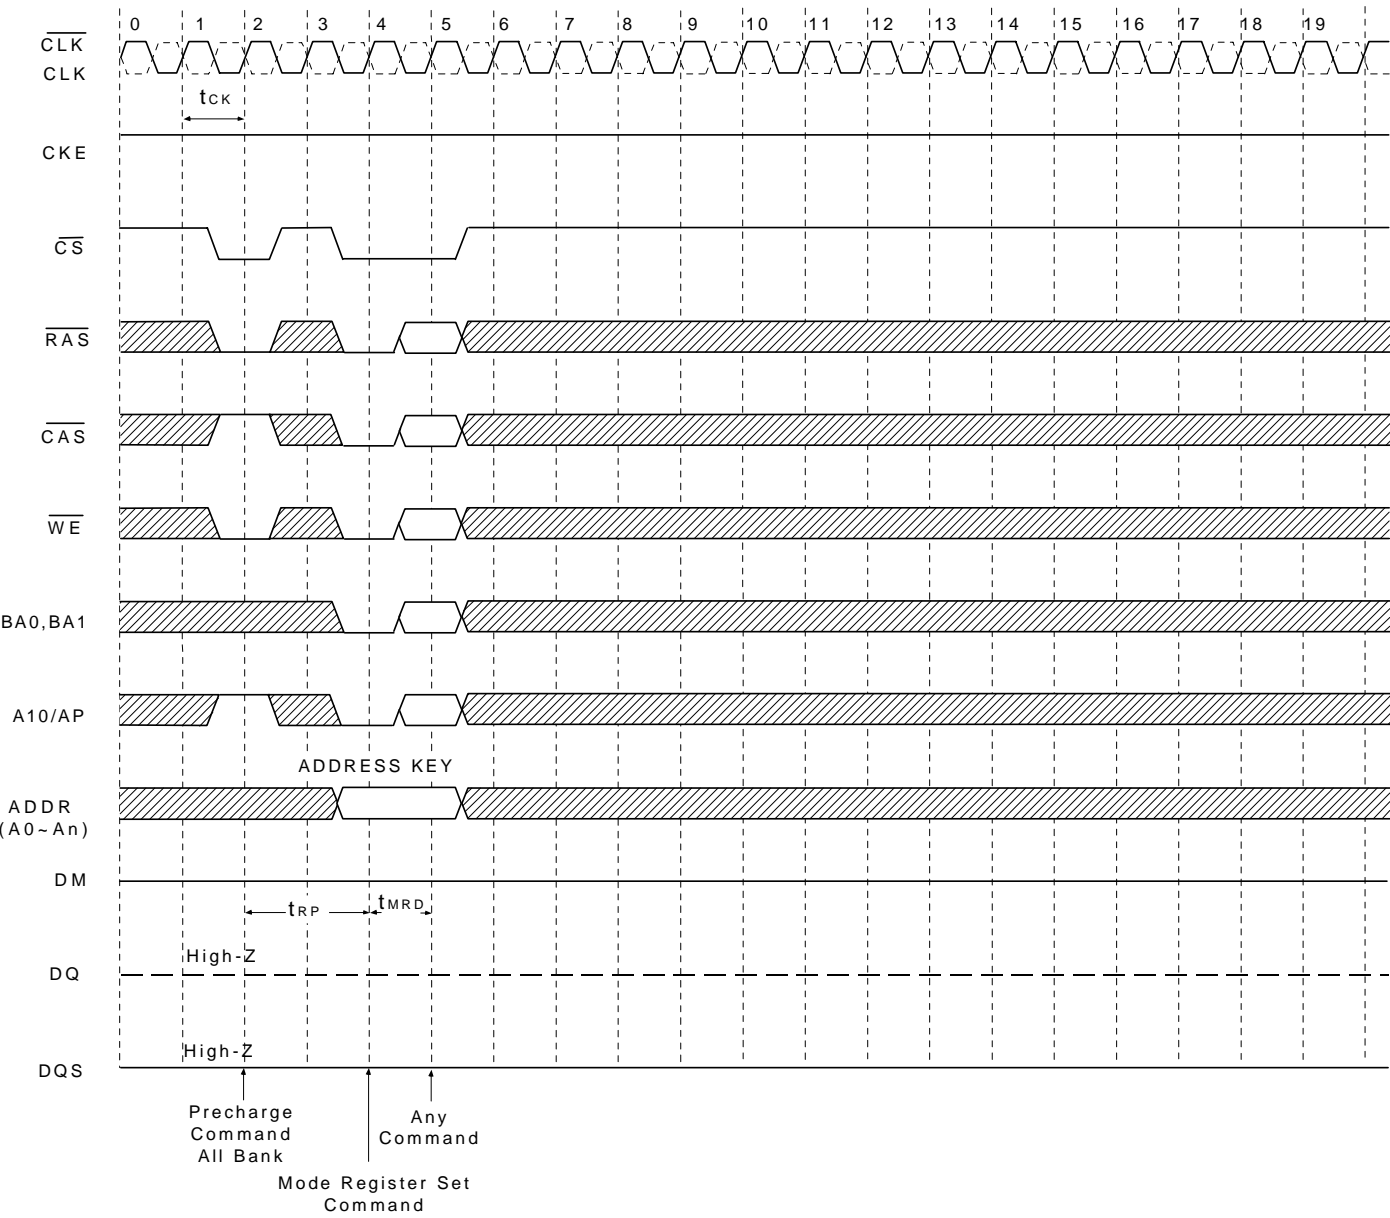 0 1 2 3 4 5 6 7 8 9 10 11 12 13 14 15 16 17 18 19
CLK
CLK
tCK
CKE
CS
RAS
CAS
WE
BA0,BA1
A10/AP
ADDRESS KEY
ADDR
(A0~An)
DM
tRP tMRD
High-Z
DQ
High-Z
DQS
Precharge
Command
All Bank
Any
Command
Mode Register Set
Command